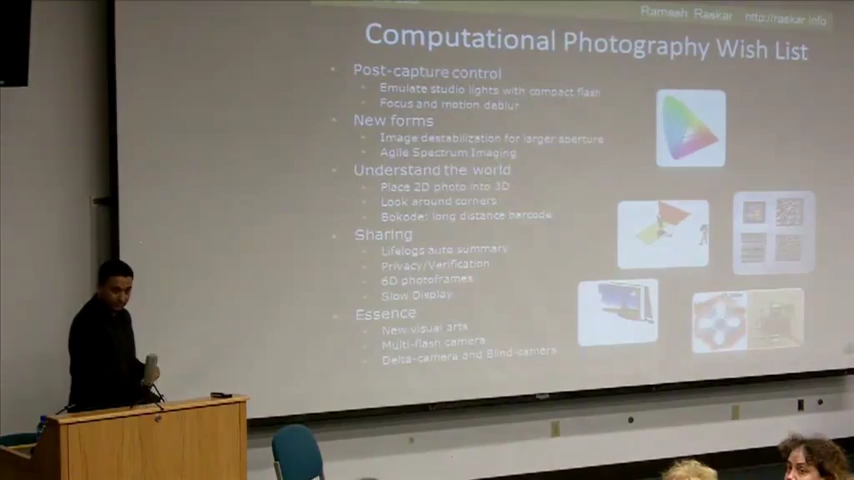 Ramesh Raskar http://raskar.info
Computational Photography Wish List
Post-capture control
Emulate studio lights with compact flash
Focus and motion deblur
New forms
Image destabilization for larger aperture
Agile Spectrum Imaging
Understand the world
Place 2D photo into 3D
Look around corners
Bokode: long distance barcode
Sharing
Lifelogs auto summary
Privacy/Verification
6D photoframes
Slow Display
Essence
New visual arts
Multi-flash camera
Delta-camera and Blind-camera